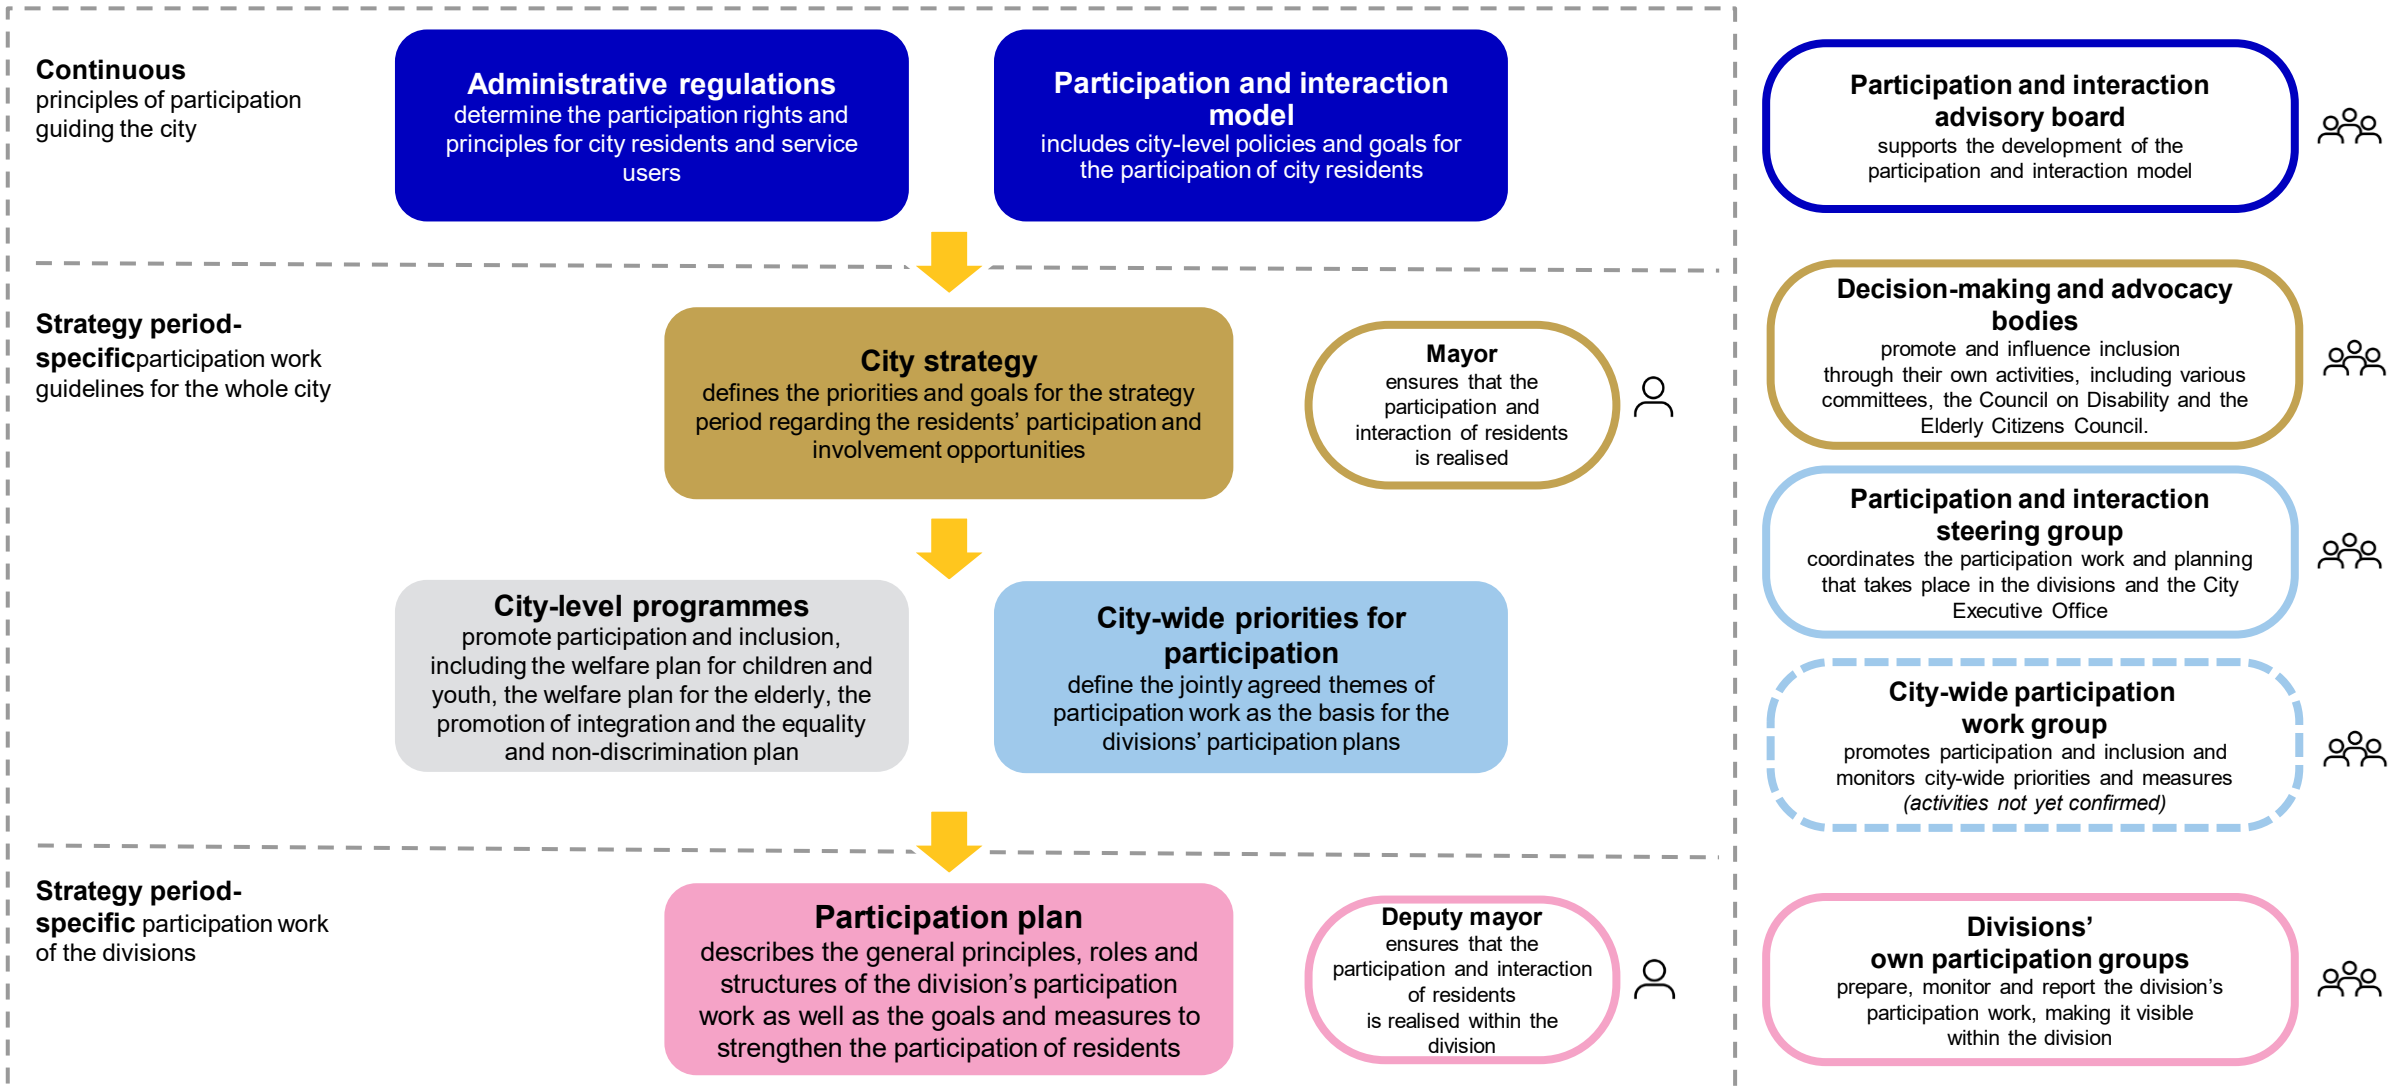 Continuous
principles of participation
guiding the city
Administrative regulations
determine the participation rights and
principles for city residents and service
users
Participation and interaction
model
includes city-level policies and goals for
the participation of city residents
Participation and interaction
advisory board
supports the development of the
participation and interaction model
Strategy period-
specificparticipation work
guidelines for the whole city
City strategy
defines the priorities and goals for the strategy
period regarding the residents’ participation and
involvement opportunities
Mayor
ensures that the
participation and
interaction of residents
is realised
Decision-making and advocacy
bodies
promote and influence inclusion
through their own activities, including various
committees, the Council on Disability and the
Elderly Citizens Council.
Participation and interaction
steering group
coordinates the participation work and planning
that takes place in the divisions and the City
Executive Office
City-level programmes
promote participation and inclusion,
including the welfare plan for children and
youth, the welfare plan for the elderly, the
promotion of integration and the equality
and non-discrimination plan
City-wide priorities for
participation
define the jointly agreed themes of
participation work as the basis for the
divisions’ participation plans
City-wide participation
work group
promotes participation and inclusion and
monitors city-wide priorities and measures
(activities not yet confirmed)
Strategy period-
specific participation work
of the divisions
Participation plan
describes the general principles, roles and
structures of the division’s participation
work as well as the goals and measures to
strengthen the participation of residents
Deputy mayor
ensures that the
participation and interaction
of residents
is realised within the
division
Divisions’
own participation groups
prepare, monitor and report the division’s
participation work, making it visible
within the division